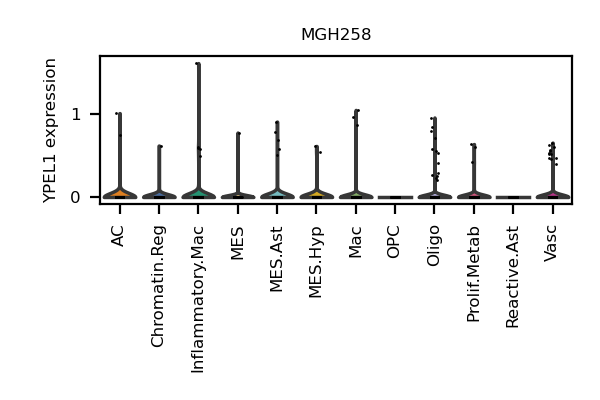 MGH258
YPEL1 expression
1
0
AC
Chromatin.Reg
Inflammatory.Mac
MES
MES.Ast
MES.Hyp
Mac
OPC
Oligo
Prolif.Metab
Reactive.Ast
Vasc